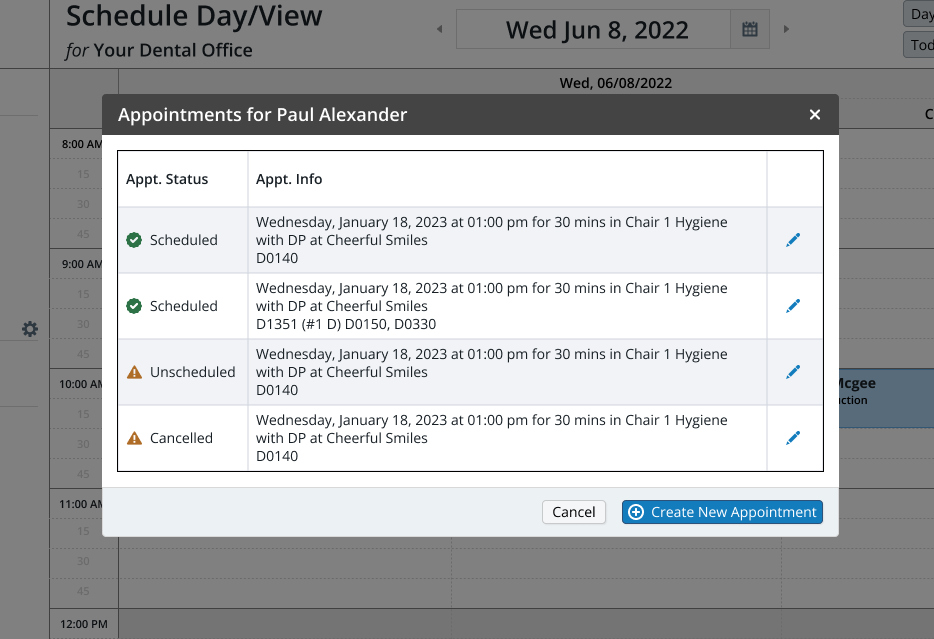 Schedule Day/View
for Your Dental Office
Wed Jun 8, 2022
Day
Tod
Wed, 06/08/2022
C
Appointments for Paul Alexander
Appt. Status Appt. Info
Scheduled
Wednesday, January 18, 2023 at 01:00 pm for 30 mins in Chair 1 Hygiene
with DP at Cheerful Smiles
D0140
Scheduled
Wednesday, January 18, 2023 at 01:00 pm for 30 mins in Chair 1 Hygiene
with DP at Cheerful Smiles
D1351 (#1 D) D0150, D0330
Unscheduled
Wednesday, January 18, 2023 at 01:00 pm for 30 mins in Chair 1 Hygiene
with DP at Cheerful Smiles
D0140
Cancelled
Wednesday, January 18, 2023 at 01:00 pm for 30 mins in Chair 1 Hygiene
with DP at Cheerful Smiles
D0140
Cancel Create New Appointment
8:00 AM
15
30
45
9:00 AM
15
30
45
10:00 AM
15
30
45
11:00 AM
15
30
45
12:00 PM
Mcgee
uction